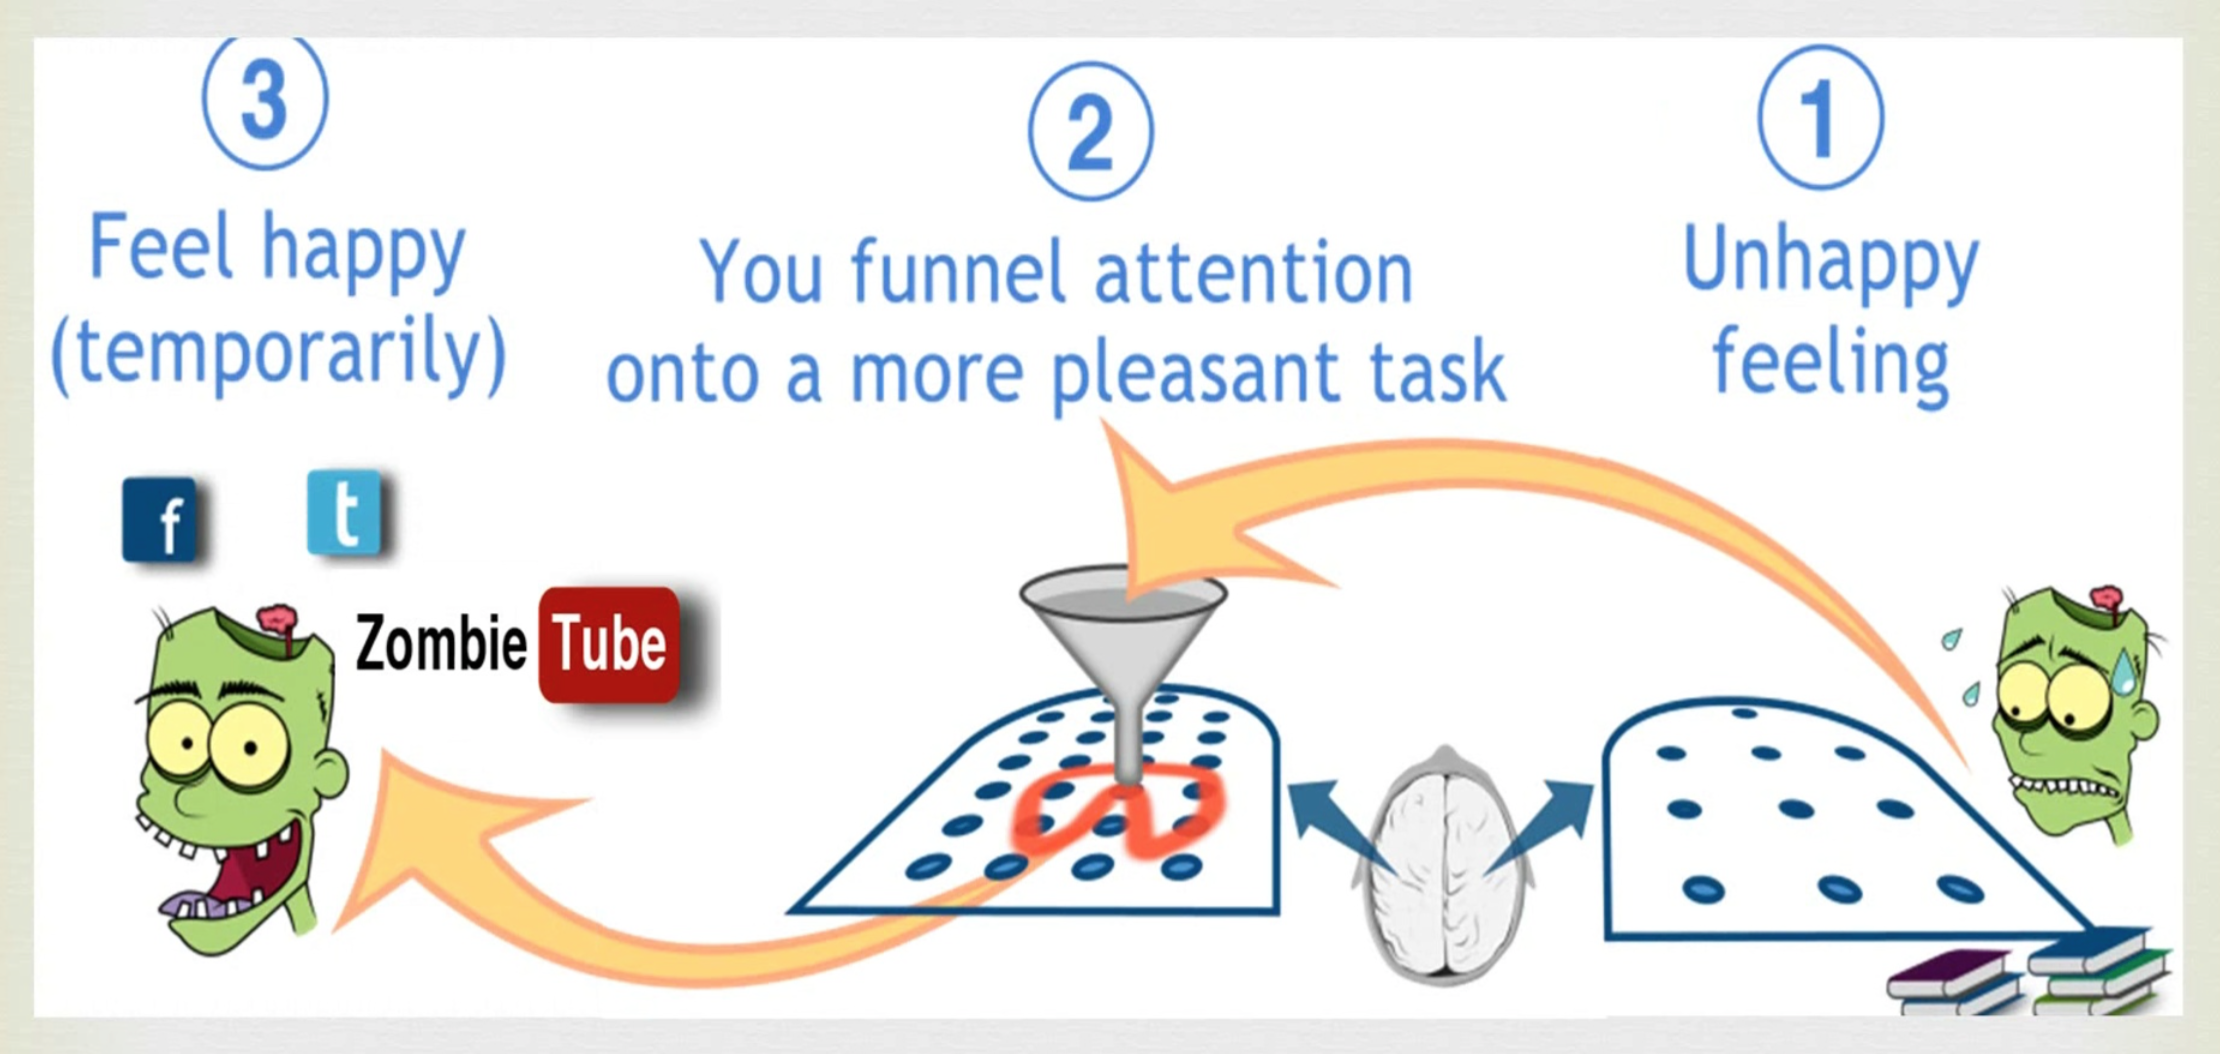 3
Feel happy
(temporarily)
2
You funnel attention
onto a more pleasant task
1
Unhappy
feeling
f
t
Zombie Tube